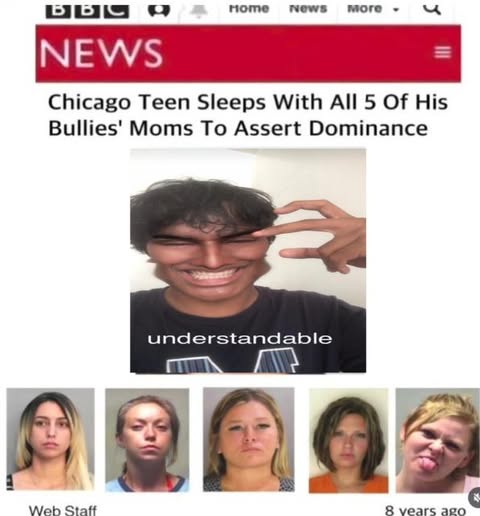 BBC Home News More
NEWS
Chicago Teen Sleeps With All 5 Of His
Bullies' Moms To Assert Dominance
understandable
M
Web Staff 8 years ago